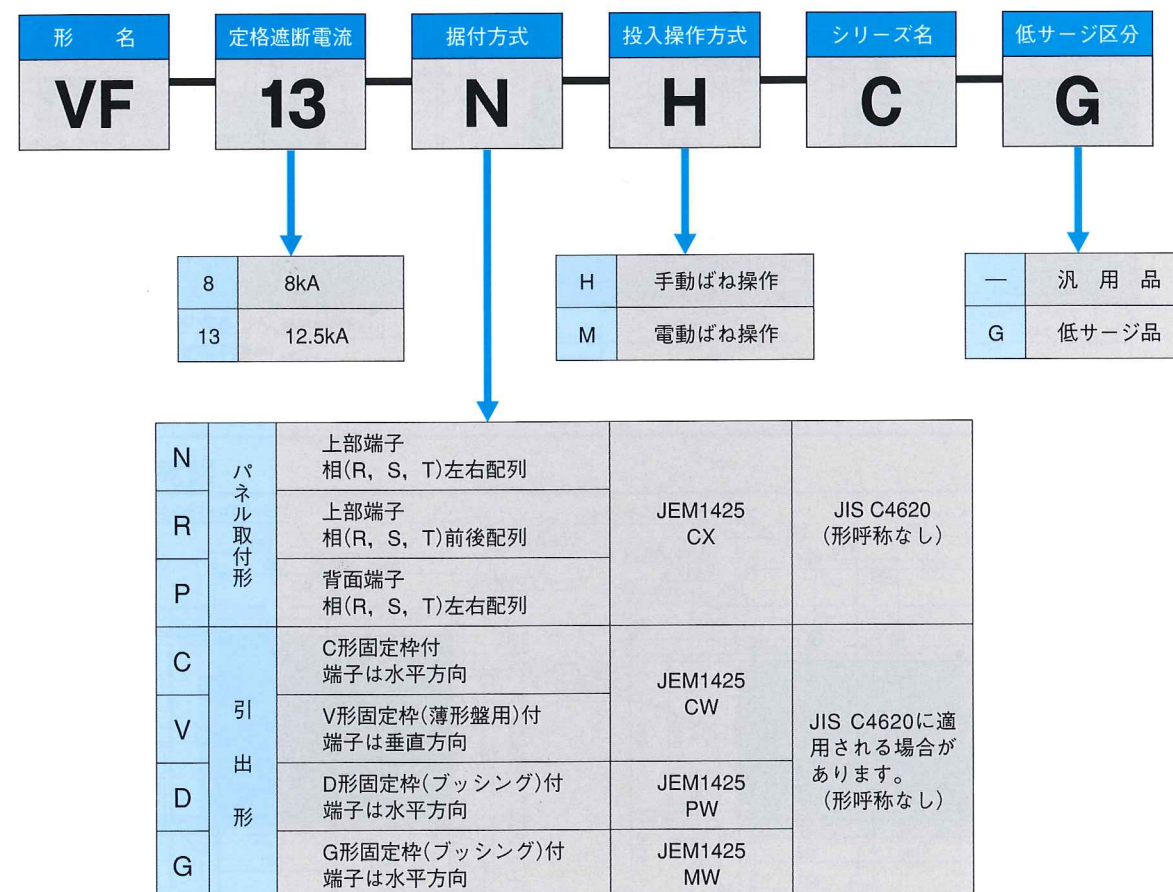 形 名
定格遮断電流
据付方式
投入操作方式
シリーズ名
低サージ区分
VF 13 N H C G
8 8kA
13 12.5kA
H 手動ばね操作
M 電動ばね操作
— 汎用品
G 低サージ品
パネル取付形
N 上部端子
相(R，S，T)左右配列
R 上部端子
相(R，S，T)前後配列
P 背面端子
相(R，S，T)左右配列
JEM1425
CX
JIS C4620
(形呼称なし)
引出形
C C形固定枠付
端子は水平方向
V V形固定枠(薄形盤用)付
端子は垂直方向
JEM1425
CW
D D形固定枠(ブッシング)付
端子は水平方向
JEM1425
PW
G G形固定枠(ブッシング)付
端子は水平方向
JEM1425
MW
JIS C4620に適
用される場合が
あります。
(形呼称なし)